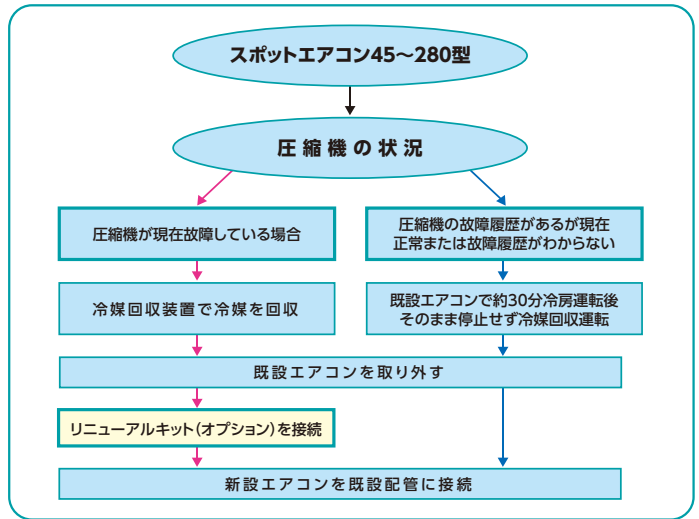 スポットエアコン45～280型
圧縮機の状況
圧縮機が現在故障している場合
圧縮機の故障履歴があるが現在
正常または故障履歴がわからない
冷媒回収装置で冷媒を回収
既設エアコンで約30分冷房運転後
そのまま停止せず冷媒回収運転
既設エアコンを取り外す
リニューアルキット（オプション）を接続
新設エアコンを既設配管に接続